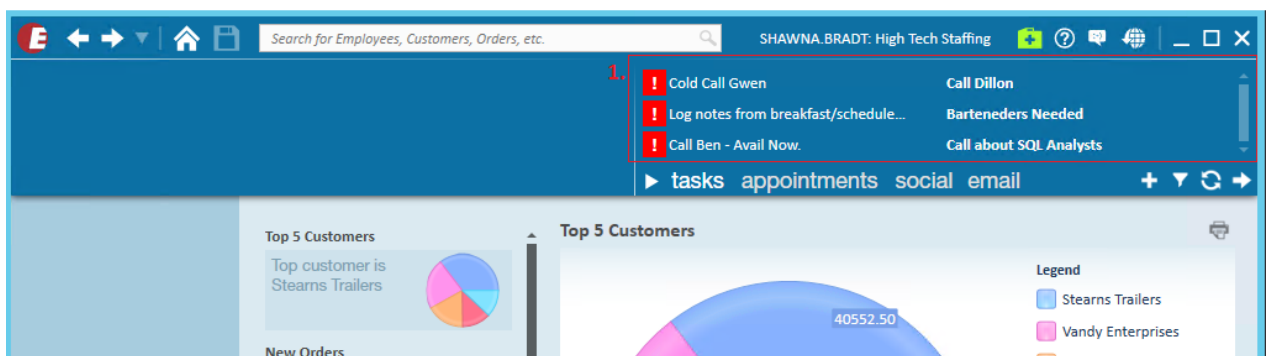 E
Search for Employees, Customers, Orders, etc.
SHAWNA.BRADT: High Tech Staffing
1.
! Cold Call Gwen Call Dillon
! Log notes from breakfast/schedule... Barteneders Needed
! Call Ben - Avail Now. Call about SQL Analysts
tasks appointments social email
Top 5 Customers
Top customer is
Stearns Trailers
New Orders
Top 5 Customers
40552.50
Legend
Stearns Trailers
Vandy Enterprises